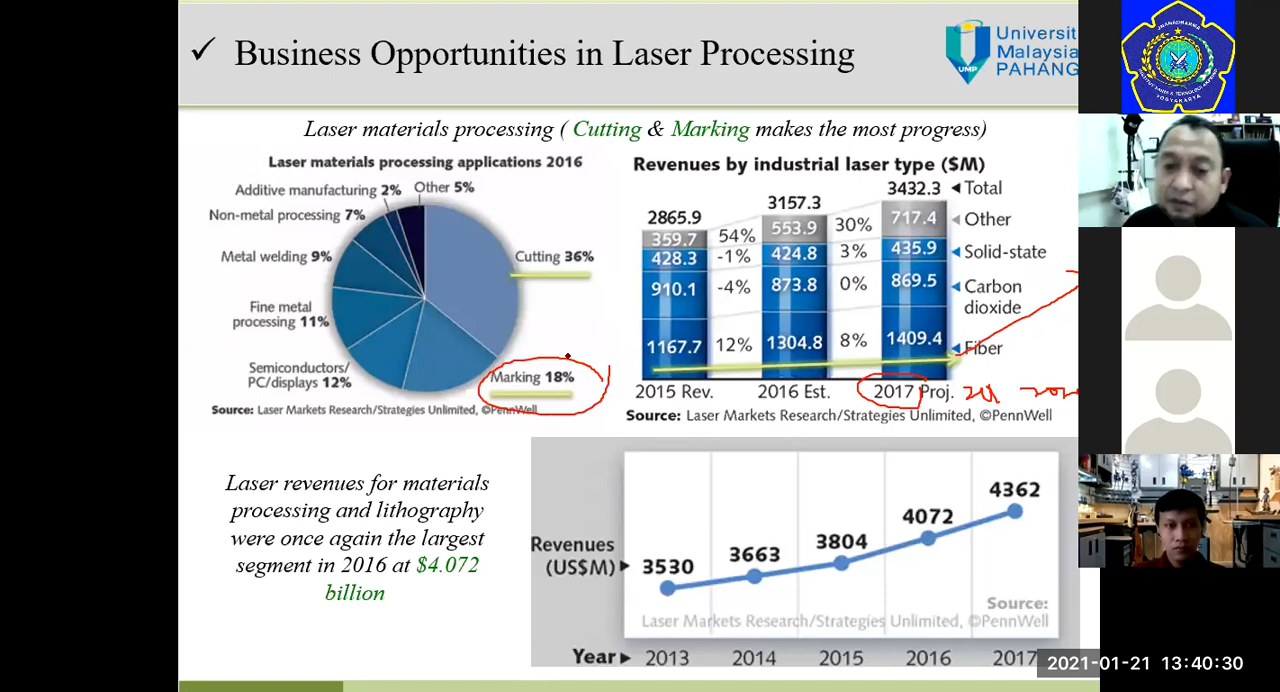 ✓ Business Opportunities in Laser Processing
UMP
Universiti
Malaysia
PAHANG
Laser materials processing ( Cutting & Marking makes the most progress)
Laser materials processing applications 2016
Additive manufacturing 2%
Other 5%
Non-metal processing 7%
Metal welding 9%
Fine metal
processing 11%
Semiconductors/
PC/displays 12%
Cutting 36%
Marking 18%
Source: Laser Markets Research/Strategies Unlimited, ©PennWell
Revenues by industrial laser type ($M)
2865.9
3157.3
3432.3
Total
359.7
54%
553.9
30%
717.4
Other
428.3
-1%
424.8
3%
435.9
Solid-state
910.1
-4%
873.8
0%
869.5
Carbon
dioxide
1167.7
12%
1304.8
8%
1409.4
Fiber
2015 Rev.
2016 Est.
2017 Proj.
Source: Laser Markets Research/Strategies Unlimited, ©PennWell
Laser revenues for materials
processing and lithography
were once again the largest
segment in 2016 at $4.072
billion
Revenues
(US$M)
3530
3663
3804
4072
4362
Source:
Laser Markets Research/Strategies Unlimited, ©PennWell
Year
2013
2014
2015
2016
2017
2021-01-21 13:40:30
YOGYAKARTA